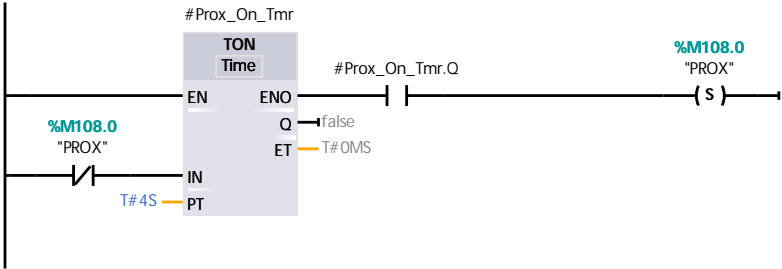 #Prox_On_Tmr
TON
Time
#Prox_On_Tmr.Q
%M108.0
"PROX"
EN
ENO
S
Q
false
%M108.0
"PROX"
ET
T#0MS
IN
T#4S
PT